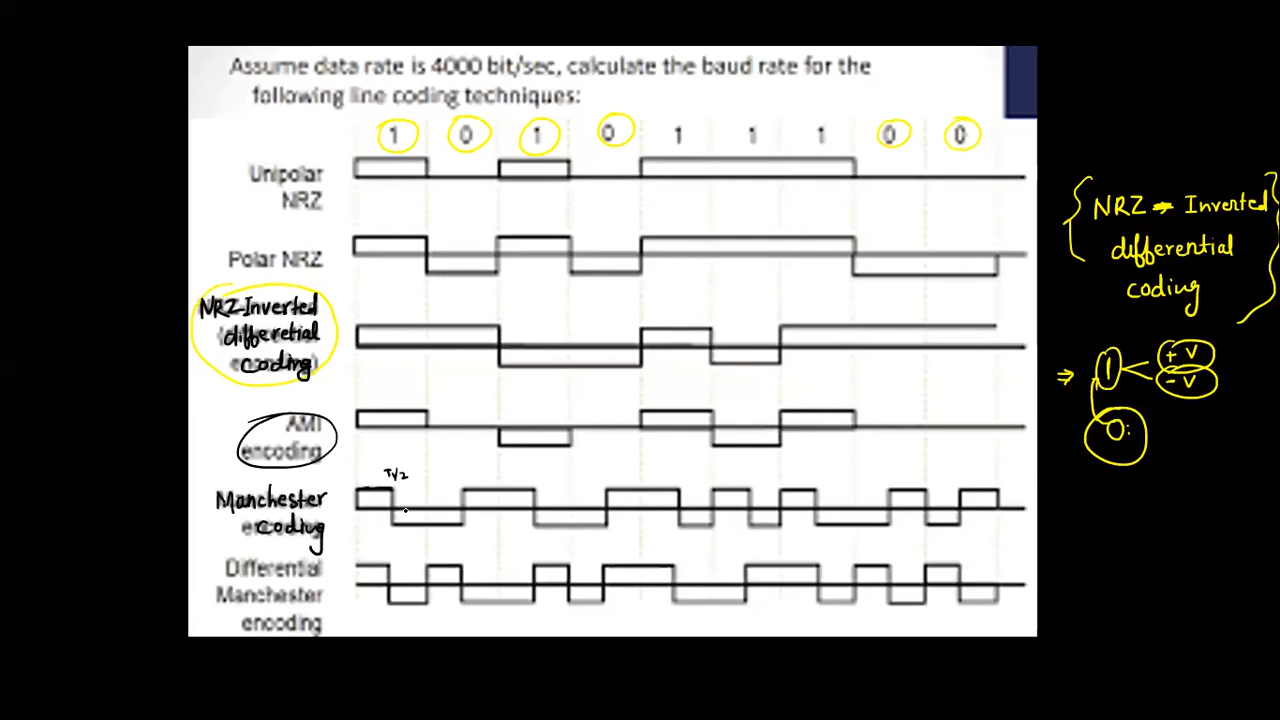 Assume data rate is 4000 bit/sec, calculate the baud rate for the
following line coding techniques:
1 0 1 0 1 1 1 0 0
Unipolar
NRZ
Polar NRZ
NRZ-Inverted
differetial
coding
AMI
encoding
T/2
Manchester
coding
Differential
Manchester
encoding
NRZ - Inverted
differential
coding
⇒ 1 + V
- V
0: